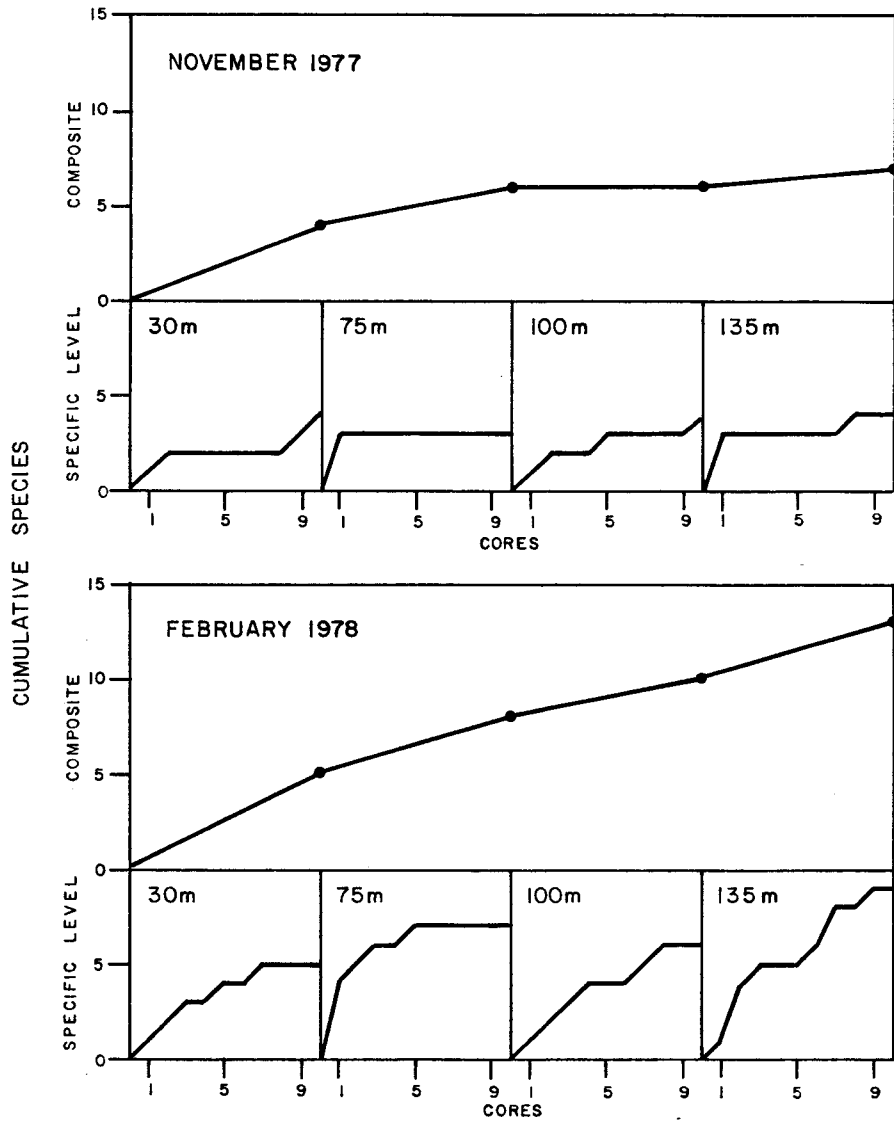 CUMULATIVE SPECIES
COMPOSITE
15
10
5
0
NOVEMBER 1977
SPECIFIC LEVEL
5
0
30m
75m
100m
135m
1 5 9 1 5 9 1 5 9 1 5 9
CORES
COMPOSITE
15
10
5
0
FEBRUARY 1978
SPECIFIC LEVEL
5
0
30m
75m
100m
135m
1 5 9 1 5 9 1 5 9 1 5 9
CORES